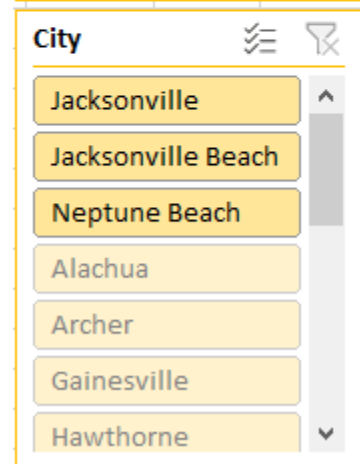 City
Jacksonville
Jacksonville Beach
Neptune Beach
Alachua
Archer
Gainesville
Hawthorne